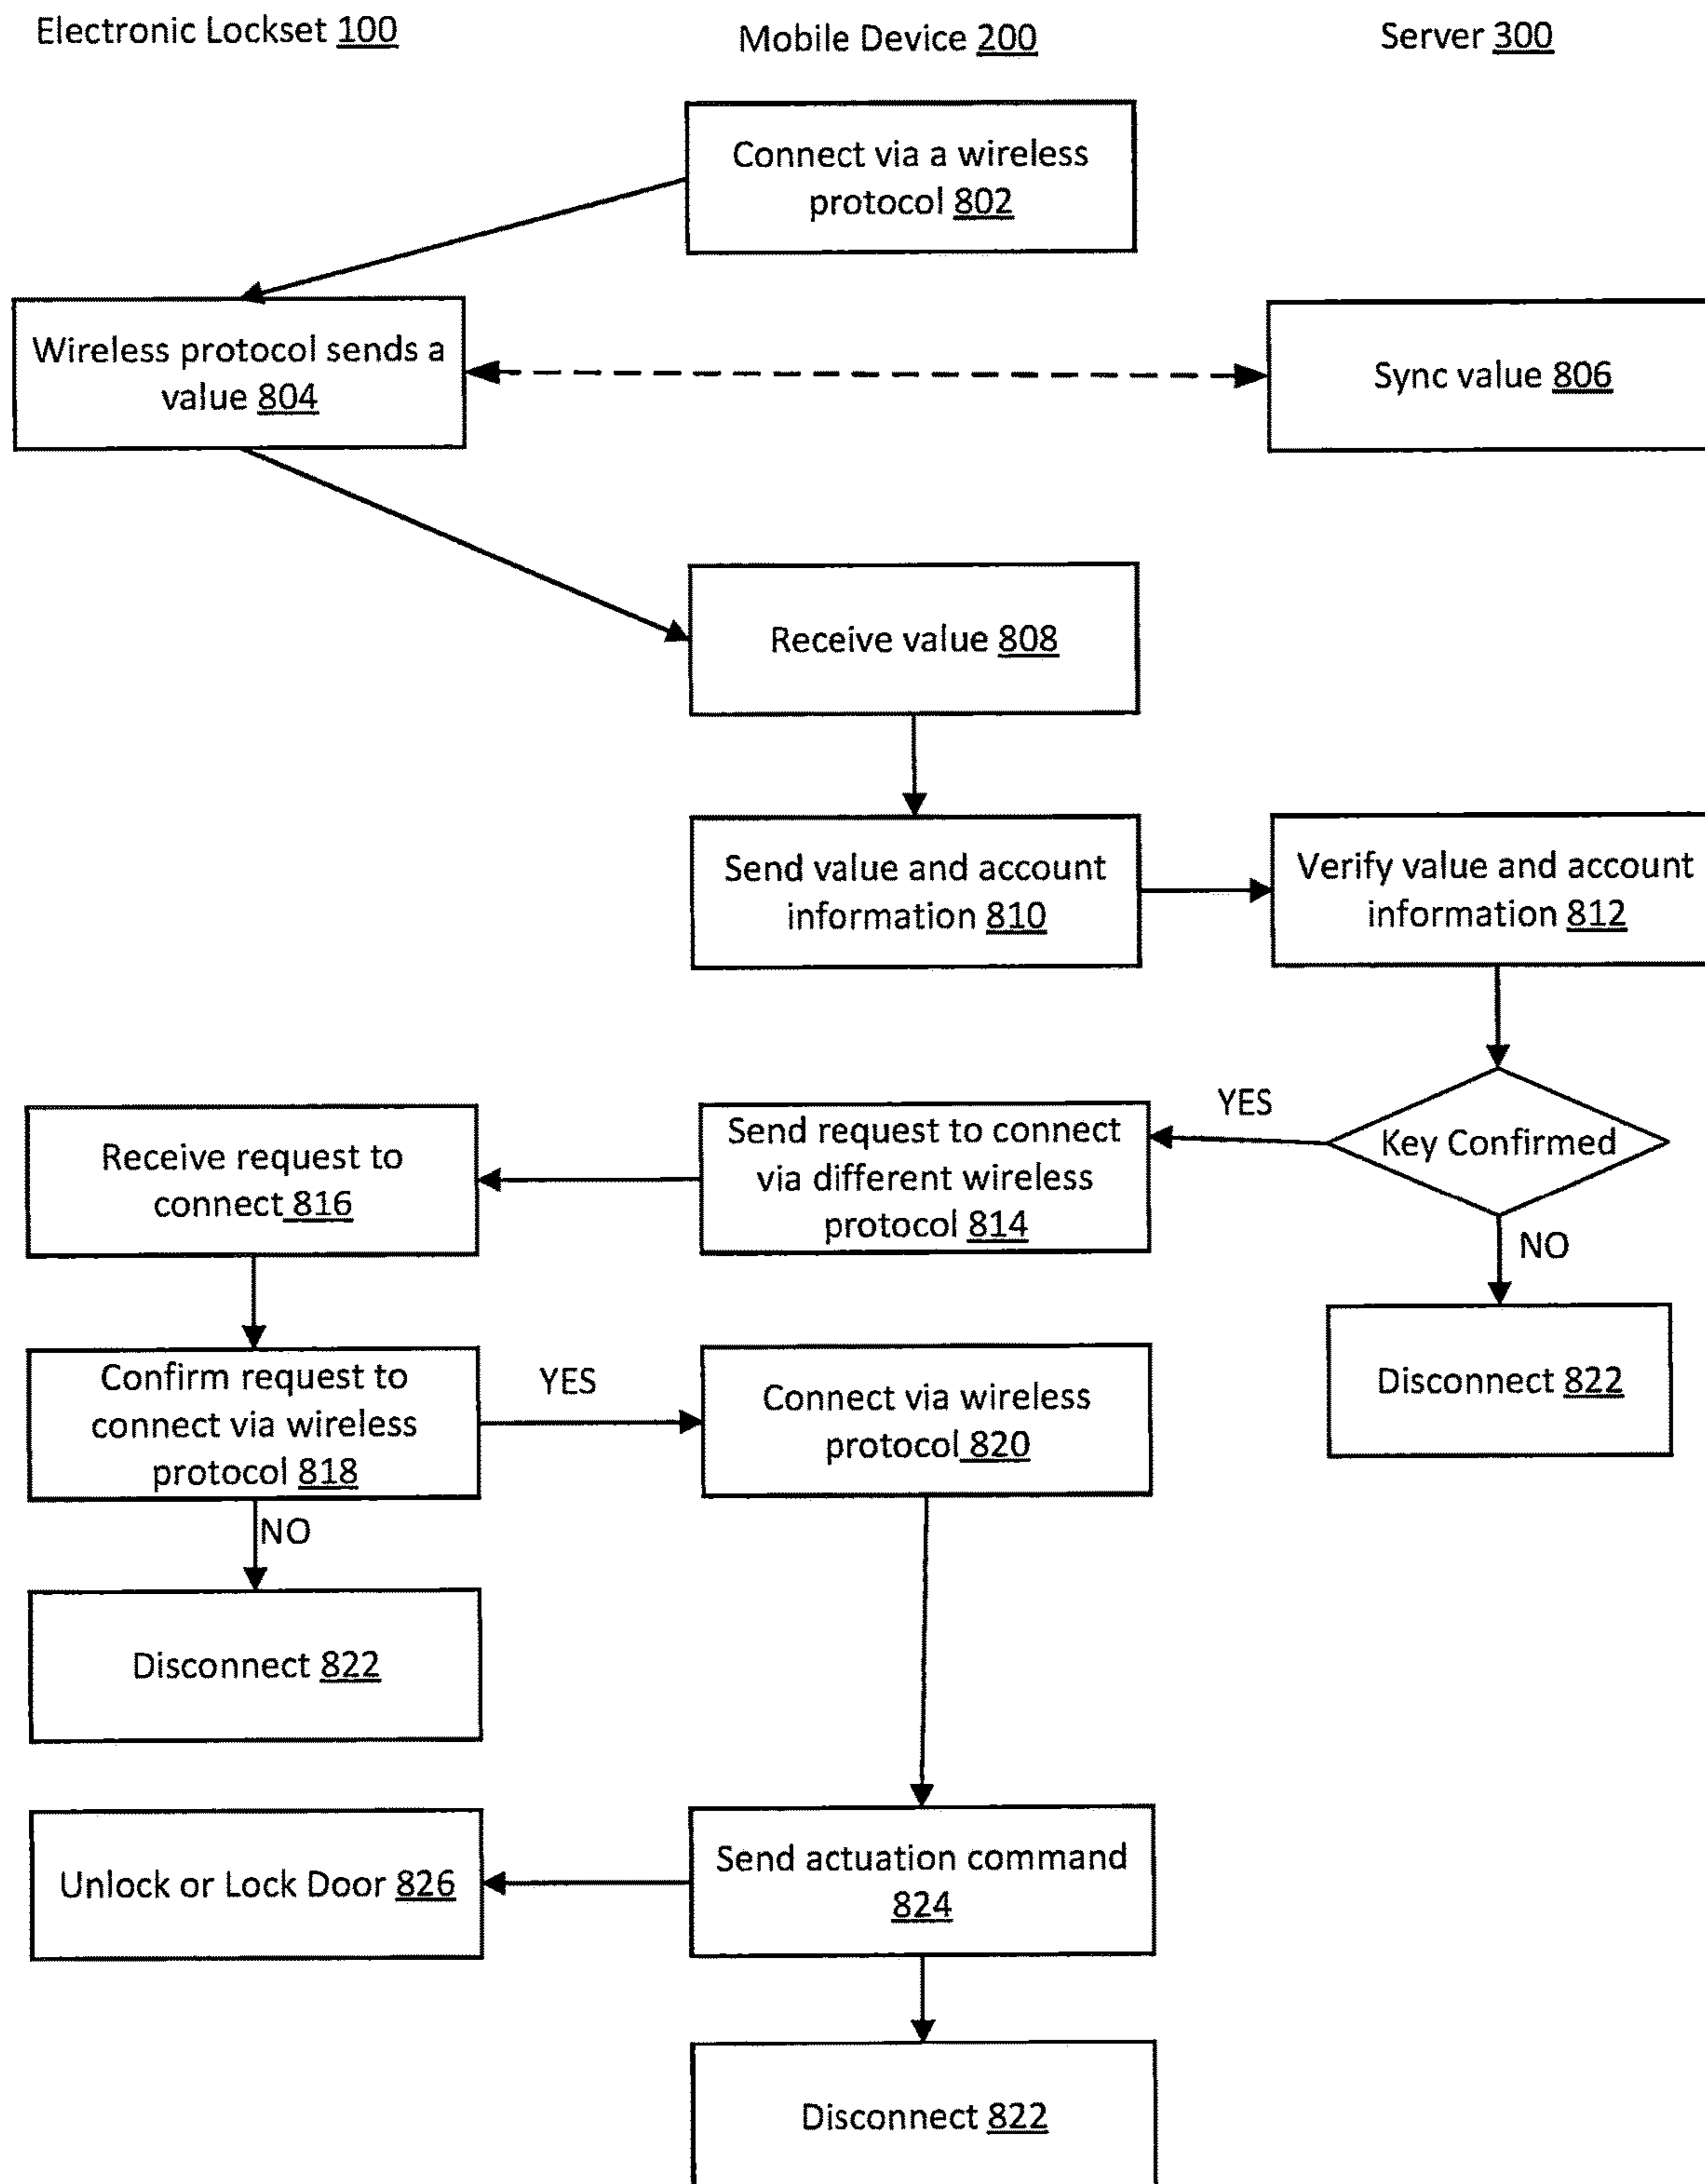 Electronic Lockset 100
Mobile Device 200
Server 300
Connect via a wireless
protocol 802
Wireless protocol sends a
value 804
Sync value 806
Receive value 808
Send value and account
information 810
Verify value and account
information 812
Key Confirmed
YES
NO
Send request to connect
via different wireless
protocol 814
Receive request to
connect 816
Disconnect 822
Confirm request to
connect via wireless
protocol 818
YES
NO
Connect via wireless
protocol 820
Disconnect 822
Send actuation command
824
Unlock or Lock Door 826
Disconnect 822